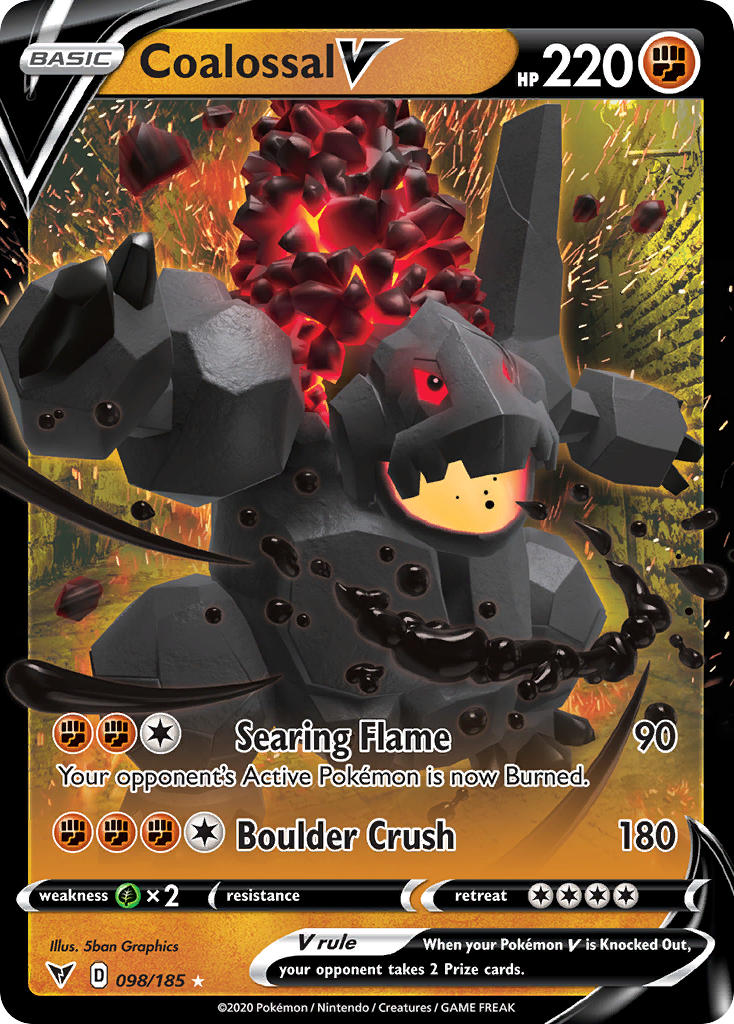 BASIC Coalossal V HP 220
Searing Flame 90
Your opponent's Active Pokémon is now Burned.
Boulder Crush 180
weakness ×2 resistance retreat
Illus. 5ban Graphics
V rule When your Pokémon V is Knocked Out,
your opponent takes 2 Prize cards.
D 098/185
©2020 Pokémon / Nintendo / Creatures / GAME FREAK